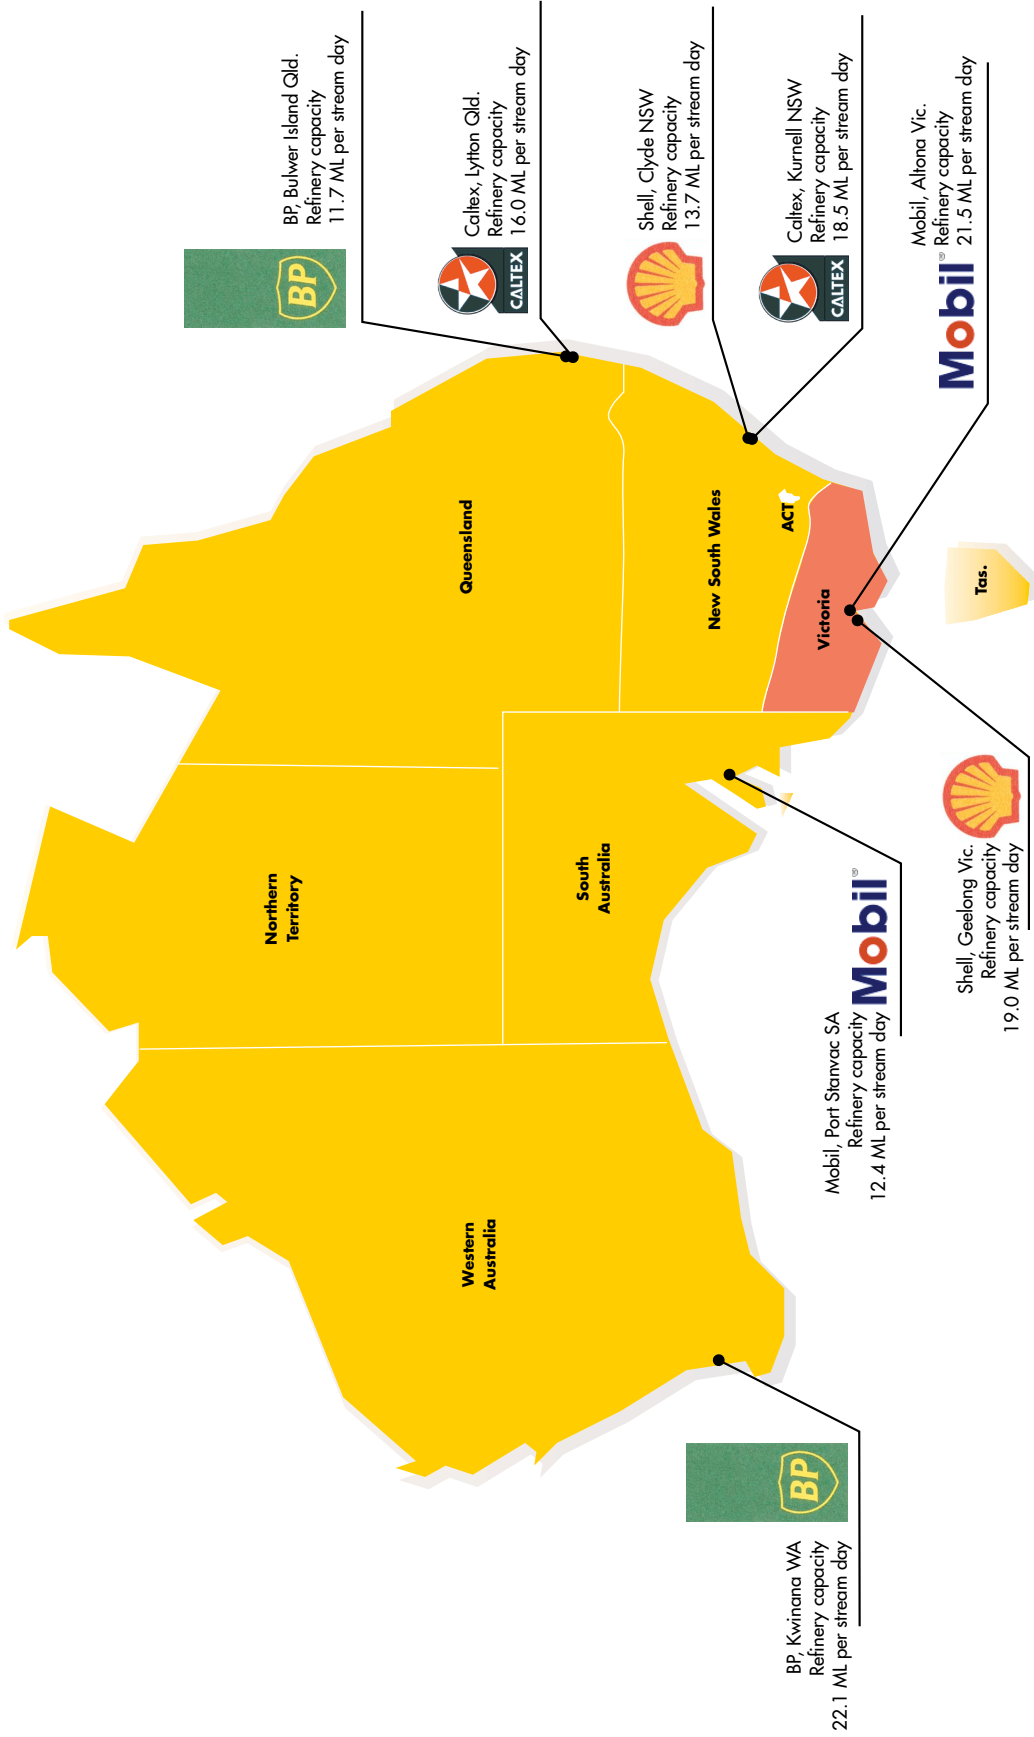 BP, Bulwer Island Qld.
Refinery capacity
11.7 ML per stream day
BP
Caltex, Lytton Qld.
Refinery capacity
16.0 ML per stream day
CALTEX
Shell, Clyde NSW
Refinery capacity
13.7 ML per stream day
Caltex, Kurnell NSW
Refinery capacity
18.5 ML per stream day
CALTEX
Mobil, Altona Vic.
Refinery capacity
21.5 ML per stream day
Mobil®
Queensland
New South Wales
ACT
Victoria
Tas.
Northern
Territory
South
Australia
Western
Australia
Shell, Geelong Vic.
Refinery capacity
19.0 ML per stream day
Mobil, Port Stanvac SA
Refinery capacity
12.4 ML per stream day
Mobil®
BP, Kwinana WA
Refinery capacity
22.1 ML per stream day
BP